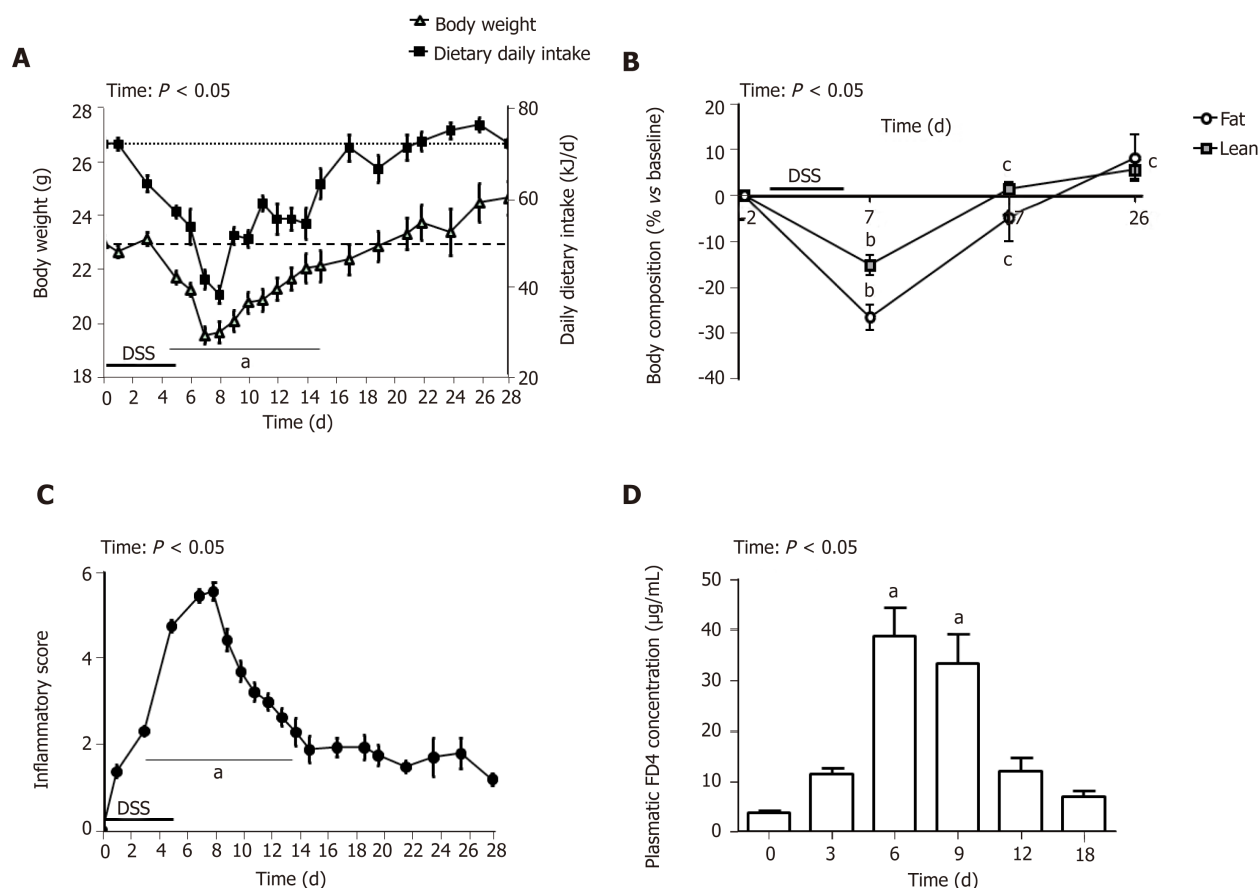 Body weight
Dietary daily intake
A
Time: P < 0.05
28
26
24
22
20
18
Body weight (g)
80
60
40
20
Daily dietary intake (kJ/d)
DSS
a
0 2 4 6 8 10 12 14 16 18 20 22 24 26 28
Time (d)
B
Time: P < 0.05
20
10
0
-10
-20
-30
-40
Body composition (% vs baseline)
Time (d)
Fat
Lean
DSS
c
c
-2 7 17 26
b
b
c
C
Time: P < 0.05
6
4
2
0
Inflammatory score
a
DSS
0 2 4 6 8 10 12 14 16 18 20 22 24 26 28
Time (d)
D
Time: P < 0.05
50
40
30
20
10
0
Plasmatic FD4 concentration (µg/mL)
a
a
0 3 6 9 12 18
Time (d)